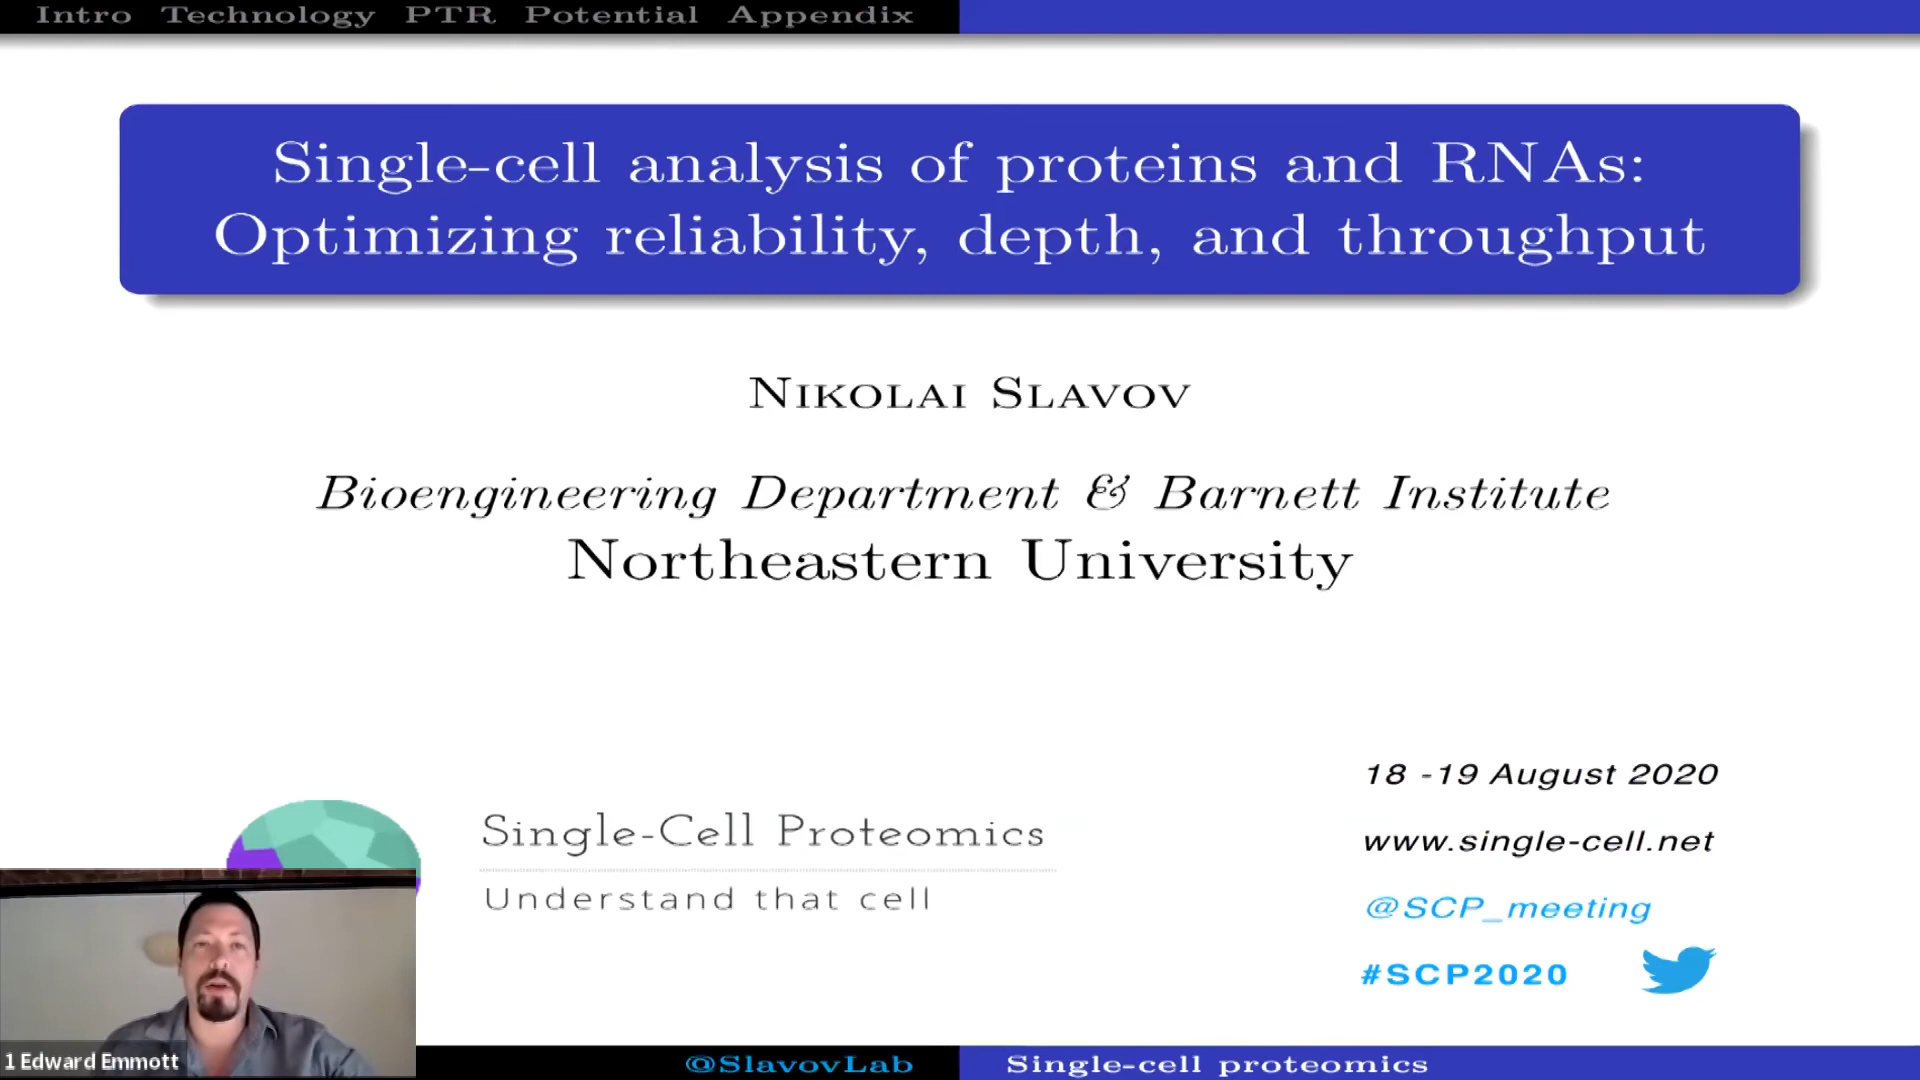 Intro Technology PTR Potential Appendix
Single-cell analysis of proteins and RNAs:
Optimizing reliability, depth, and throughput
Nikolai Slavov
Bioengineering Department & Barnett Institute
Northeastern University
Single-Cell Proteomics
Understand that cell
18 -19 August 2020
www.single-cell.net
@SCP_meeting
#SCP2020
1 Edward Emmott
@SlavovLab
Single-cell proteomics